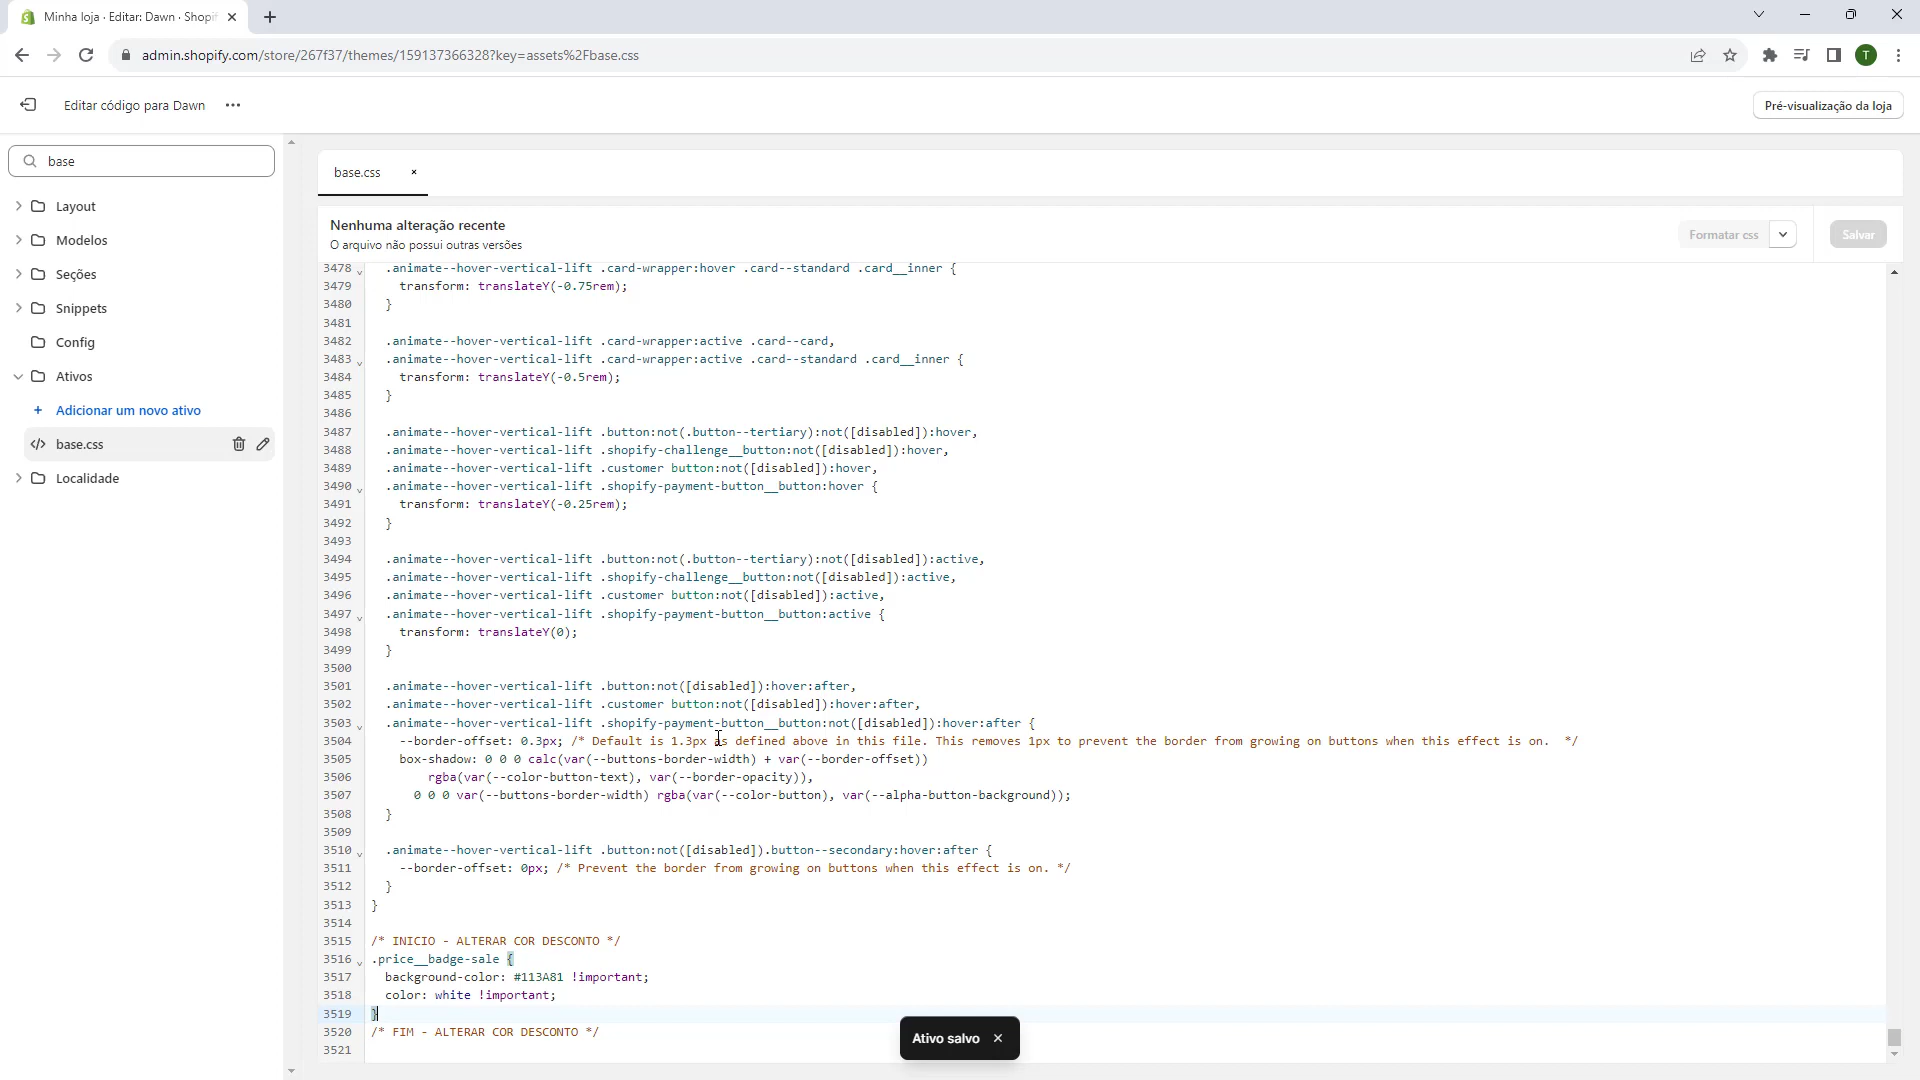 Minha loja · Editar: Dawn · Shopif
admin.shopify.com/store/267f37/themes/159137366328?key=assets%2Fbase.css
T
Editar código para Dawn
Pré-visualização da loja
base
Layout
Modelos
Seções
Snippets
Config
Ativos
+ Adicionar um novo ativo
base.css
Localidade
base.css
Nenhuma alteração recente
O arquivo não possui outras versões
Formatar css
Salvar
3478 .animate--hover-vertical-lift .card-wrapper:hover .card--standard .card__inner {
3479 transform: translateY(-0.75rem);
3480 }
3481
3482 .animate--hover-vertical-lift .card-wrapper:active .card--card,
3483 .animate--hover-vertical-lift .card-wrapper:active .card--standard .card__inner {
3484 transform: translateY(-0.5rem);
3485 }
3486
3487 .animate--hover-vertical-lift .button:not(.button--tertiary):not([disabled]):hover,
3488 .animate--hover-vertical-lift .shopify-challenge__button:not([disabled]):hover,
3489 .animate--hover-vertical-lift .customer button:not([disabled]):hover,
3490 .animate--hover-vertical-lift .shopify-payment-button__button:hover {
3491 transform: translateY(-0.25rem);
3492 }
3493
3494 .animate--hover-vertical-lift .button:not(.button--tertiary):not([disabled]):active,
3495 .animate--hover-vertical-lift .shopify-challenge__button:not([disabled]):active,
3496 .animate--hover-vertical-lift .customer button:not([disabled]):active,
3497 .animate--hover-vertical-lift .shopify-payment-button__button:active {
3498 transform: translateY(0);
3499 }
3500
3501 .animate--hover-vertical-lift .button:not([disabled]):hover:after,
3502 .animate--hover-vertical-lift .customer button:not([disabled]):hover:after,
3503 .animate--hover-vertical-lift .shopify-payment-button__button:not([disabled]):hover:after {
3504 --border-offset: 0.3px; /* Default is 1.3px as defined above in this file. This removes 1px to prevent the border from growing on buttons when this effect is on. */
3505 box-shadow: 0 0 0 calc(var(--buttons-border-width) + var(--border-offset))
3506 rgba(var(--color-button-text), var(--border-opacity)),
3507 0 0 0 var(--buttons-border-width) rgba(var(--color-button), var(--alpha-button-background));
3508 }
3509
3510 .animate--hover-vertical-lift .button:not([disabled]).button--secondary:hover:after {
3511 --border-offset: 0px; /* Prevent the border from growing on buttons when this effect is on. */
3512 }
3513 }
3514
3515 /* INICIO - ALTERAR COR DESCONTO */
3516 .price__badge-sale {
3517 background-color: #113A81 !important;
3518 color: white !important;
3519 }
3520 /* FIM - ALTERAR COR DESCONTO */
3521
Ativo salvo